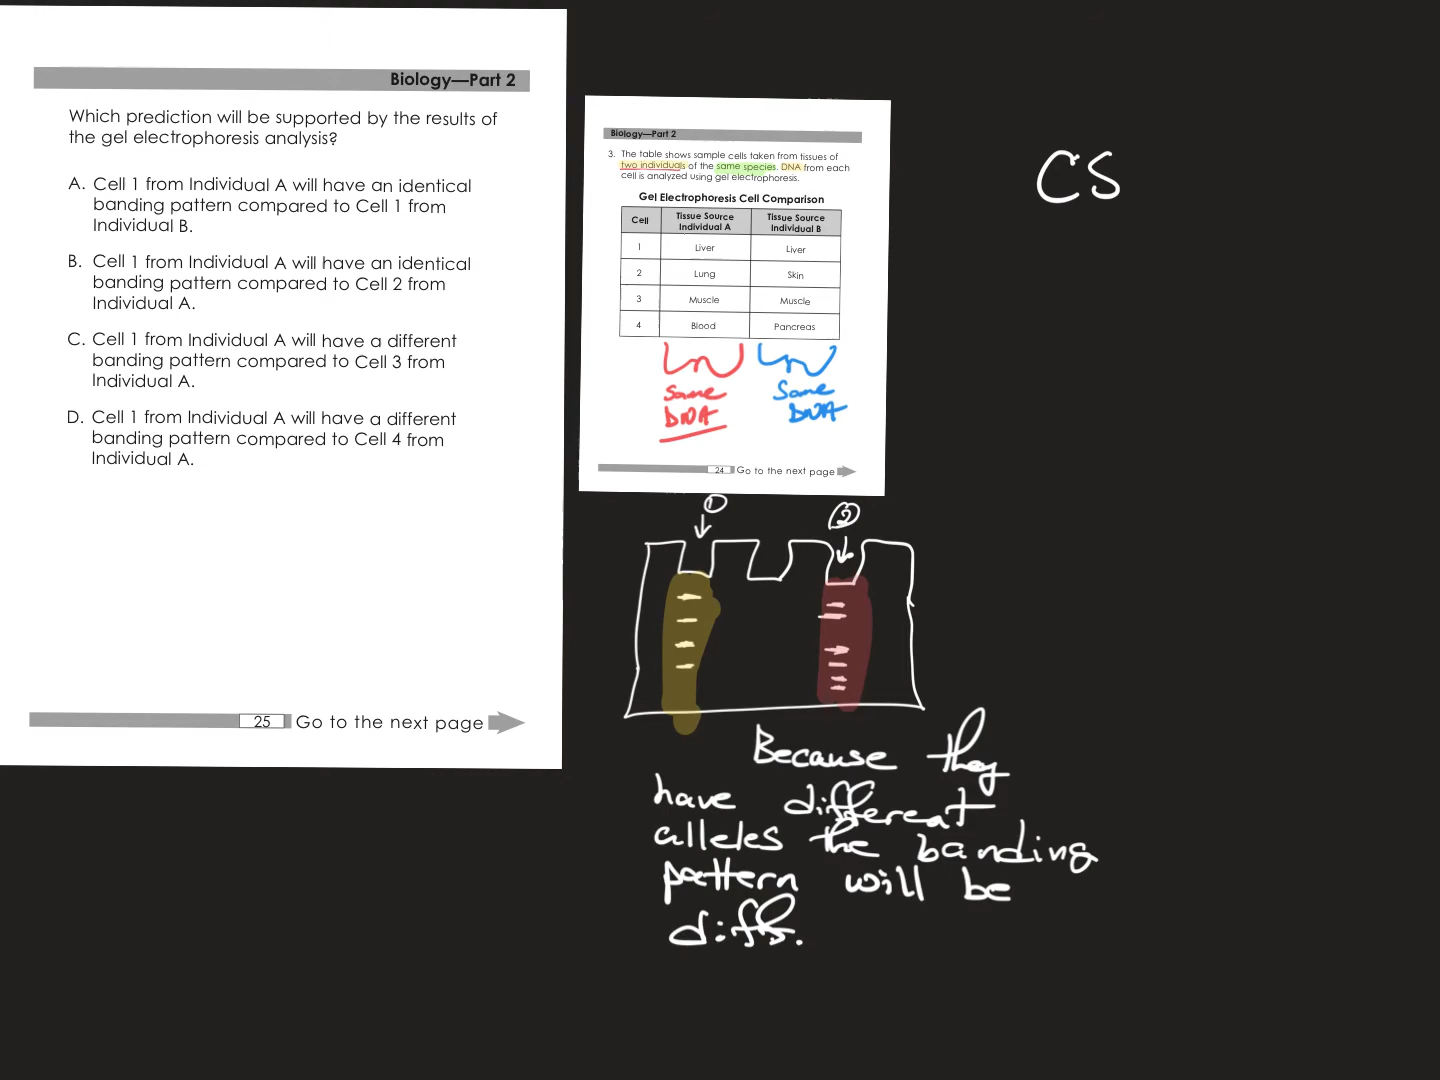 Biology—Part 2
Which prediction will be supported by the results of
the gel electrophoresis analysis?
A. Cell 1 from Individual A will have an identical
banding pattern compared to Cell 1 from
Individual B.
B. Cell 1 from Individual A will have an identical
banding pattern compared to Cell 2 from
Individual A.
C. Cell 1 from Individual A will have a different
banding pattern compared to Cell 3 from
Individual A.
D. Cell 1 from Individual A will have a different
banding pattern compared to Cell 4 from
Individual A.
25 Go to the next page
Biology—Part 2
3. The table shows sample cells taken from tissues of
two individuals of the same species. DNA from each
cell is analyzed using gel electrophoresis.
Gel Electrophoresis Cell Comparison
Cell Tissue Source Individual A Tissue Source Individual B
1 Liver Liver
2 Lung Skin
3 Muscle Muscle
4 Blood Pancreas
Same
DNA
Same
DNA
24 Go to the next page
CS
1
2
Because they
have different
alleles the banding
pattern will be
diff.